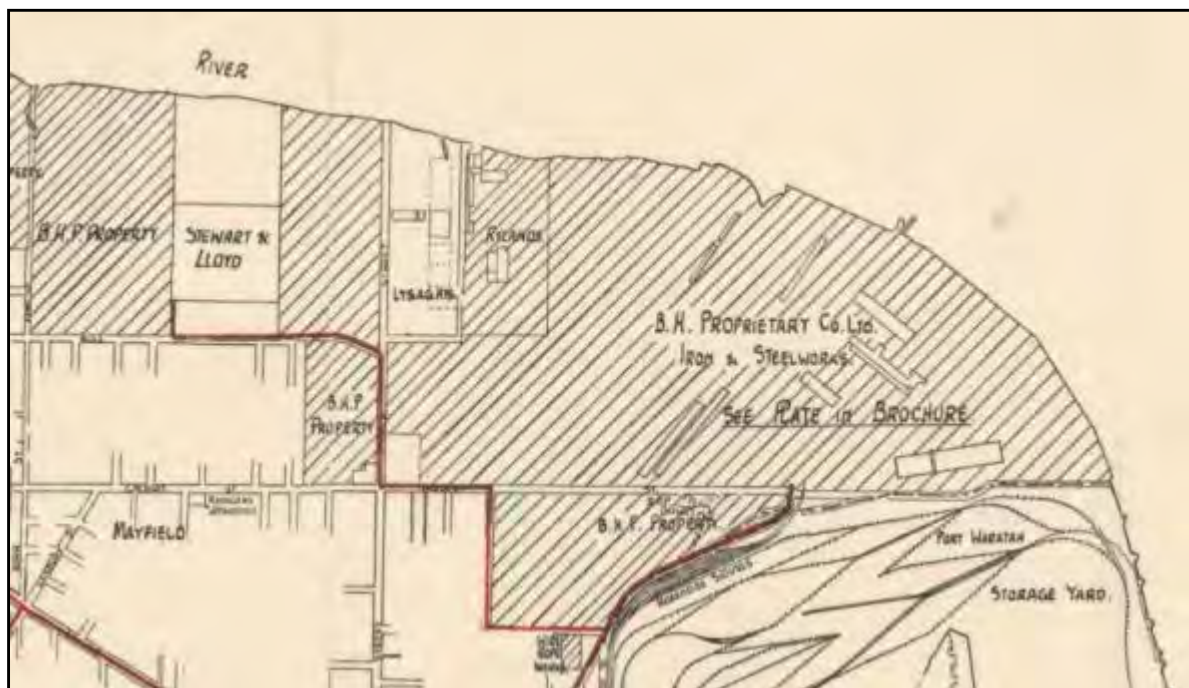 RIVER
B.H.P. PROPERTY
STEWART &
LLOYD
LYSAGHTS
RYLANDS
B.H. PROPRIETARY CO. LTD.
IRON & STEELWORKS.
SEE PLATE IN BROCHURE
B.H.P.
PROPERTY
MAYFIELD
B.H.P. PROPERTY
PORT WARATAH
STORAGE YARD.